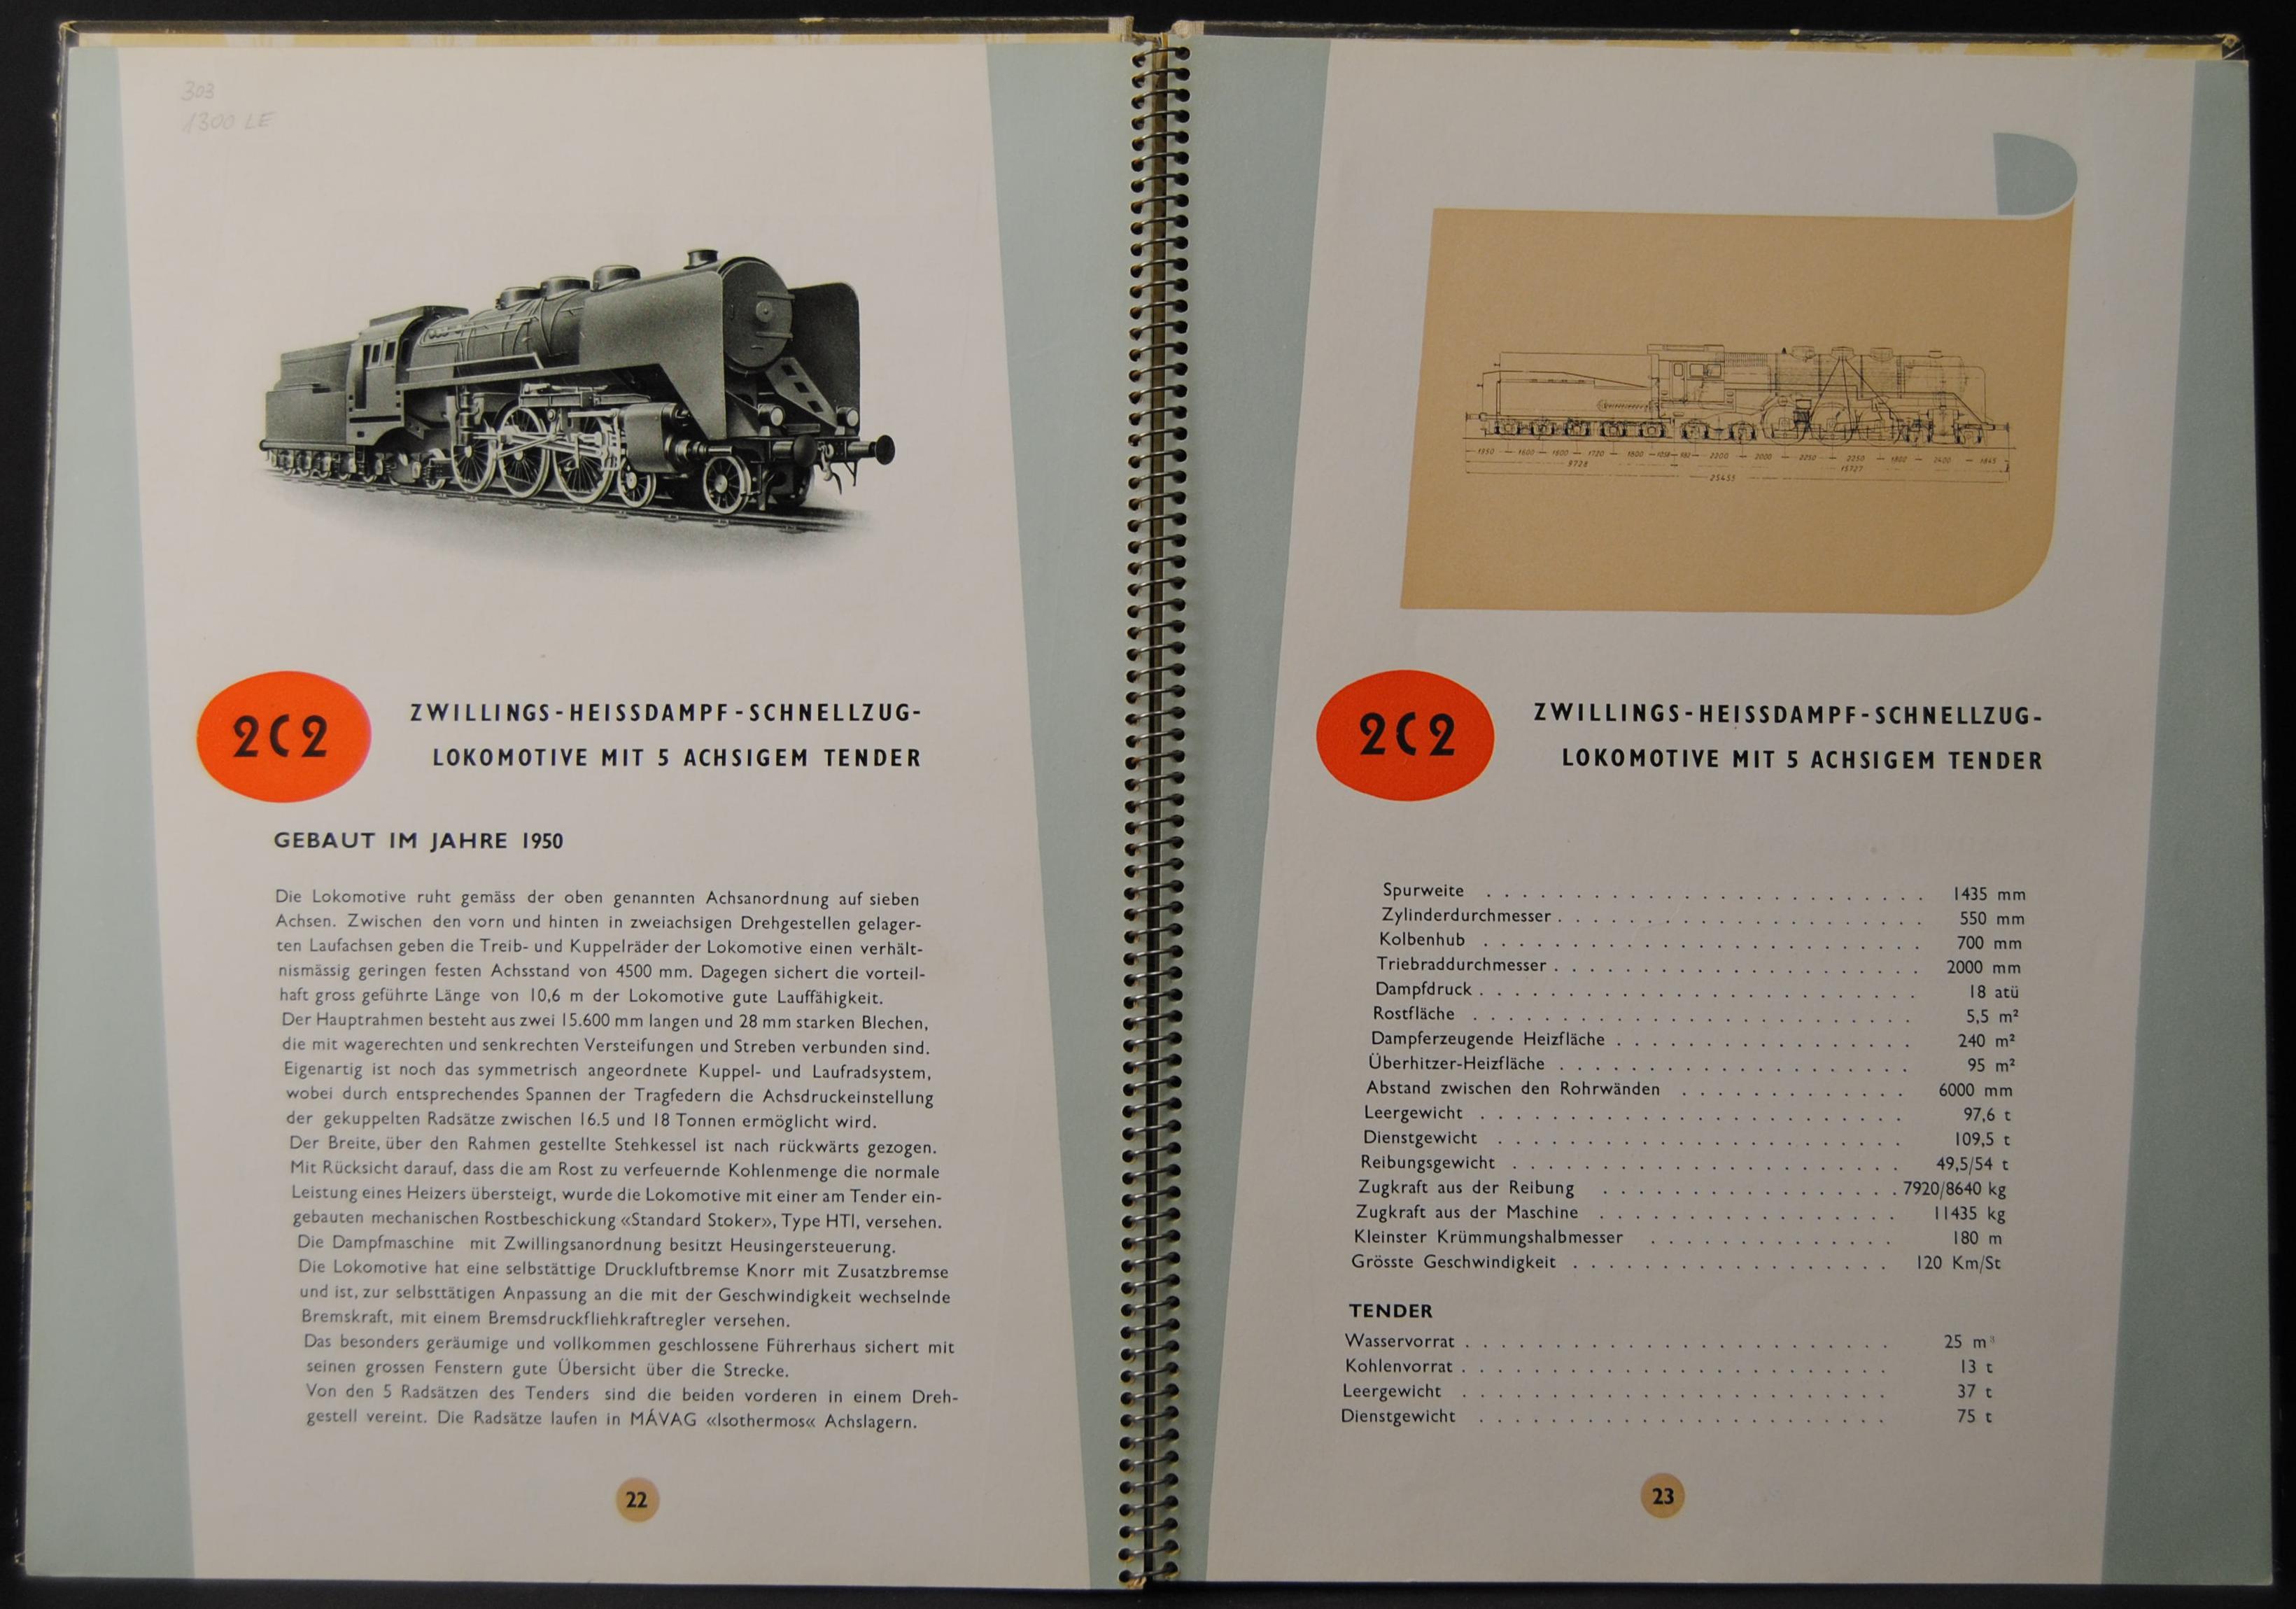 303
1300 LE
2C2
ZWILLINGS-HEISSDAMPF-SCHNELLZUG-
LOKOMOTIVE MIT 5 ACHSIGEM TENDER
GEBAUT IM JAHRE 1950
Die Lokomotive ruht gemäss der oben genannten Achsanordnung auf sieben
Achsen. Zwischen den vorn und hinten in zweiachsigen Drehgestellen gelager-
ten Laufachsen geben die Treib- und Kuppelräder der Lokomotive einen verhält-
nismässig geringen festen Achsstand von 4500 mm. Dagegen sichert die vorteil-
haft gross geführte Länge von 10,6 m der Lokomotive gute Lauffähigkeit.
Der Hauptrahmen besteht aus zwei 15.600 mm langen und 28 mm starken Blechen,
die mit wagerechten und senkrechten Versteifungen und Streben verbunden sind.
Eigenartig ist noch das symmetrisch angeordnete Kuppel- und Laufradsystem,
wobei durch entsprechendes Spannen der Tragfedern die Achsdruckeinstellung
der gekuppelten Radsätze zwischen 16.5 und 18 Tonnen ermöglicht wird.
Der Breite, über den Rahmen gestellte Stehkessel ist nach rückwärts gezogen.
Mit Rücksicht darauf, dass die am Rost zu verfeuernde Kohlenmenge die normale
Leistung eines Heizers übersteigt, wurde die Lokomotive mit einer am Tender ein-
gebauten mechanischen Rostbeschickung «Standard Stoker», Type HTI, versehen.
Die Dampfmaschine mit Zwillingsanordnung besitzt Heusingersteuerung.
Die Lokomotive hat eine selbstättige Druckluftbremse Knorr mit Zusatzbremse
und ist, zur selbsttätigen Anpassung an die mit der Geschwindigkeit wechselnde
Bremskraft, mit einem Bremsdruckfliehkraftregler versehen.
Das besonders geräumige und vollkommen geschlossene Führerhaus sichert mit
seinen grossen Fenstern gute Übersicht über die Strecke.
Von den 5 Radsätzen des Tenders sind die beiden vorderen in einem Dreh-
gestell vereint. Die Radsätze laufen in MÁVAG «Isothermos« Achslagern.
22
1950 1600 1600 1720 1800 2200 2000 2250 2250 1900 2400 1845
9728 15727
25455
2C2
ZWILLINGS-HEISSDAMPF-SCHNELLZUG-
LOKOMOTIVE MIT 5 ACHSIGEM TENDER
Spurweite . . . . . . . . . . 1435 mm
Zylinderdurchmesser . . . . . . . . . . 550 mm
Kolbenhub . . . . . . . . . . 700 mm
Triebraddurchmesser . . . . . . . . . . 2000 mm
Dampfdruck . . . . . . . . . . 18 atü
Rostfläche . . . . . . . . . . 5,5 m²
Dampferzeugende Heizfläche . . . . . . . . . . 240 m²
Überhitzer-Heizfläche . . . . . . . . . . 95 m²
Abstand zwischen den Rohrwänden . . . . . . . . . . 6000 mm
Leergewicht . . . . . . . . . . 97,6 t
Dienstgewicht . . . . . . . . . . 109,5 t
Reibungsgewicht . . . . . . . . . . 49,5/54 t
Zugkraft aus der Reibung . . . . . . . . . . 7920/8640 kg
Zugkraft aus der Maschine . . . . . . . . . . 11435 kg
Kleinster Krümmungshalbmesser . . . . . . . . . . 180 m
Grösste Geschwindigkeit . . . . . . . . . . 120 Km/St
TENDER
Wasservorrat . . . . . . . . . . 25 m³
Kohlenvorrat . . . . . . . . . . 13 t
Leergewicht . . . . . . . . . . 37 t
Dienstgewicht . . . . . . . . . . 75 t
23